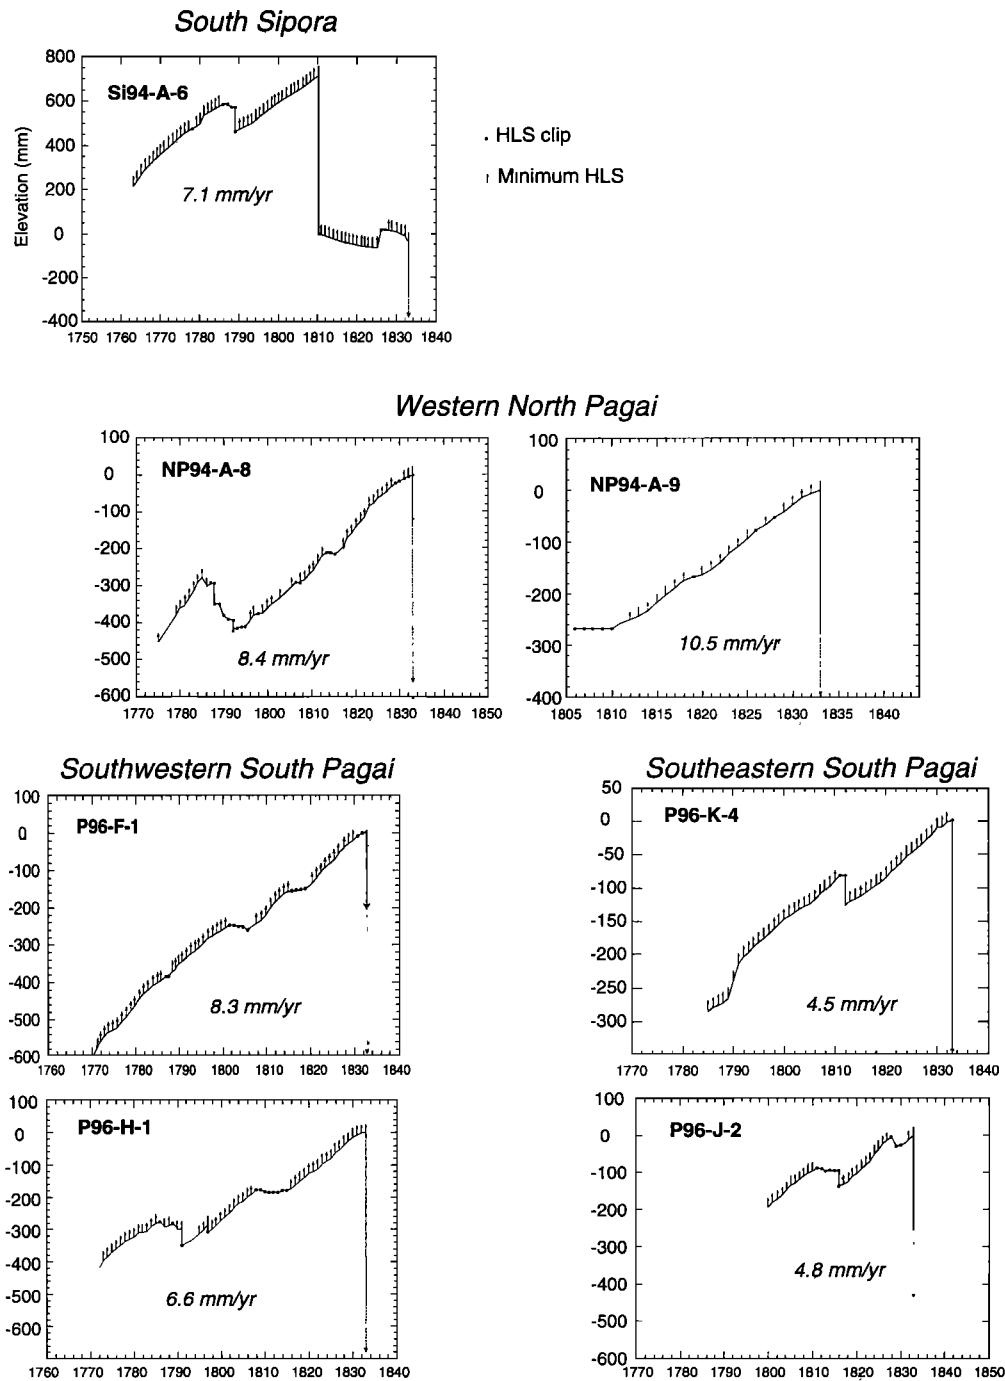 South Sipora
800
600
400
200
0
-200
-400
Elevation (mm)
Si94-A-6
7.1 mm/yr
1750 1760 1770 1780 1790 1800 1810 1820 1830 1840
HLS clip
Minimum HLS
Western North Pagai
100
0
-100
-200
-300
-400
-500
-600
NP94-A-8
8.4 mm/yr
1770 1780 1790 1800 1810 1820 1830 1840 1850
100
0
-100
-200
-300
-400
NP94-A-9
10.5 mm/yr
1805 1810 1815 1820 1825 1830 1835 1840
Southwestern South Pagai
100
0
-100
-200
-300
-400
-500
-600
P96-F-1
8.3 mm/yr
1760 1770 1780 1790 1800 1810 1820 1830 1840
100
0
-100
-200
-300
-400
-500
-600
P96-H-1
6.6 mm/yr
1760 1770 1780 1790 1800 1810 1820 1830 1840
Southeastern South Pagai
50
0
-50
-100
-150
-200
-250
-300
P96-K-4
4.5 mm/yr
1770 1780 1790 1800 1810 1820 1830 1840
100
0
-100
-200
-300
-400
-500
-600
P96-J-2
4.8 mm/yr
1770 1780 1790 1800 1810 1820 1830 1840 1850